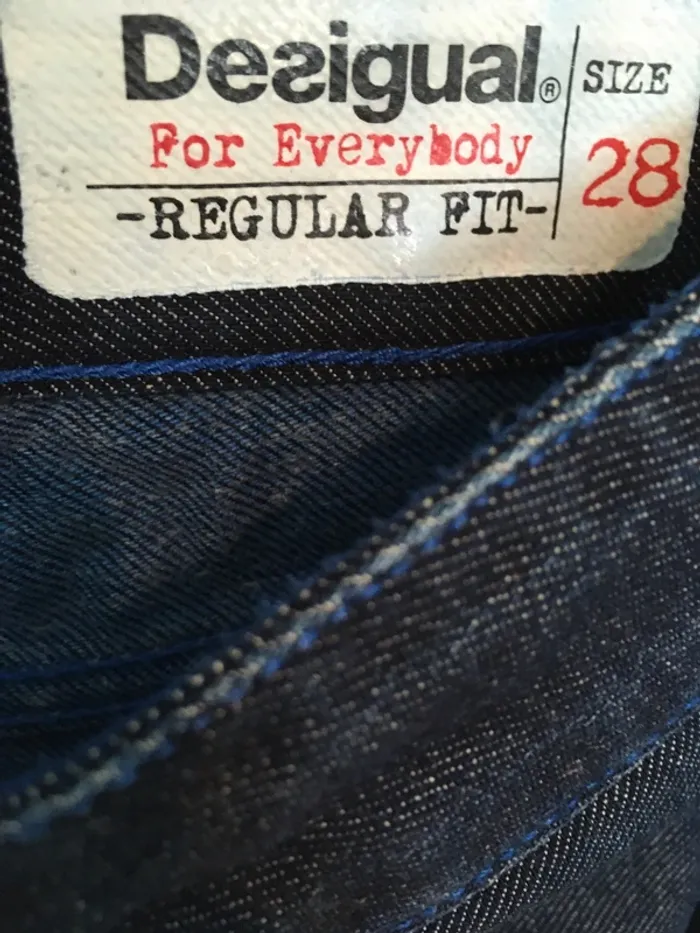 Desigual®
For Everybody
-REGULAR FIT-
SIZE
28